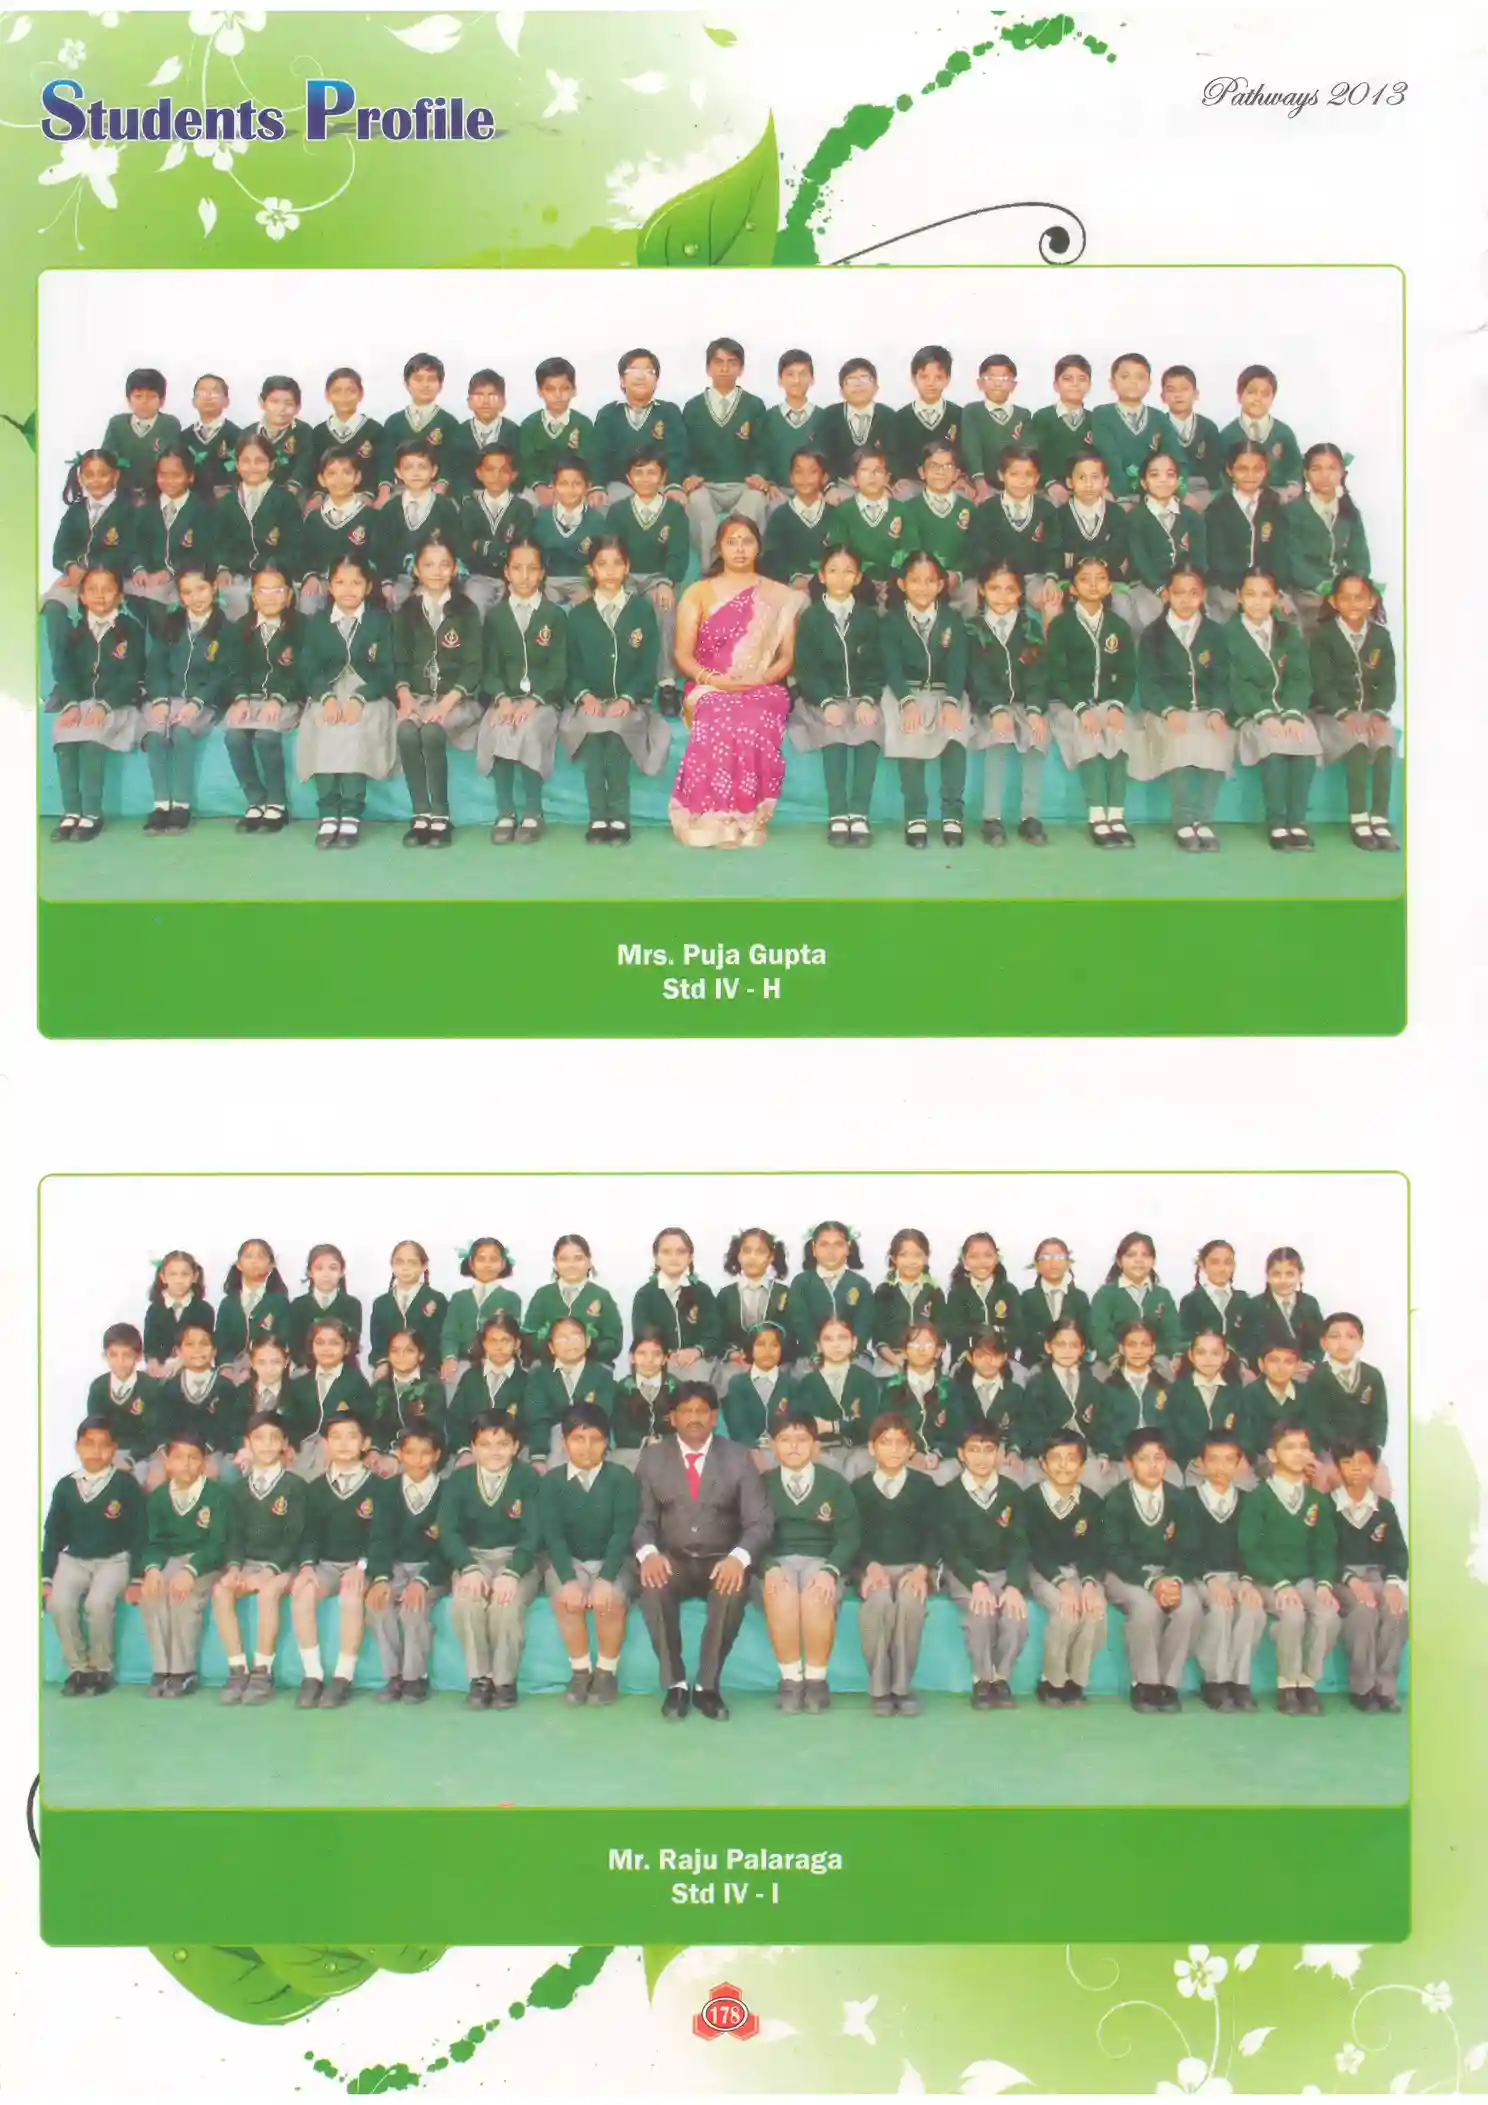 Students Profile
Pathways 2013
Mrs. Puja Gupta
Std IV - H
Mr. Raju Palaraga
Std IV - I
178